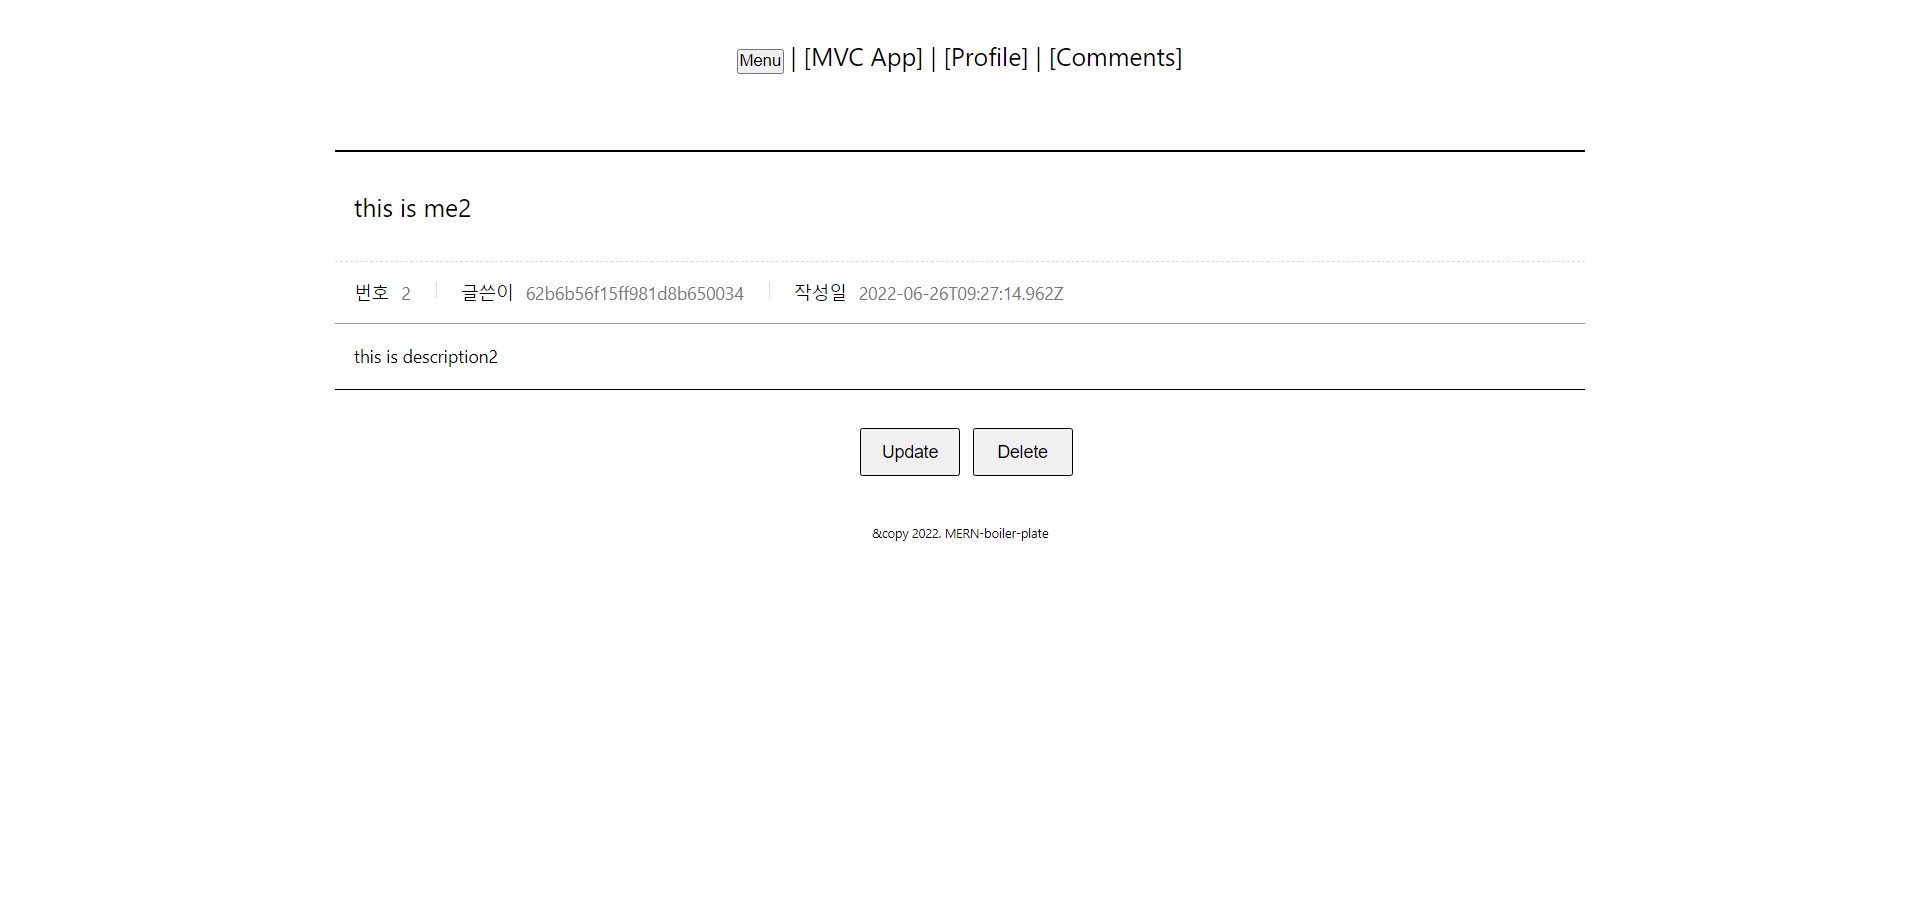 Menu | [MVC App] | [Profile] | [Comments]
this is me2
번호 2 글쓴이 62b6b56f15ff981d8b650034 작성일 2022-06-26T09:27:14.962Z
this is description2
Update Delete
&copy 2022. MERN-boiler-plate